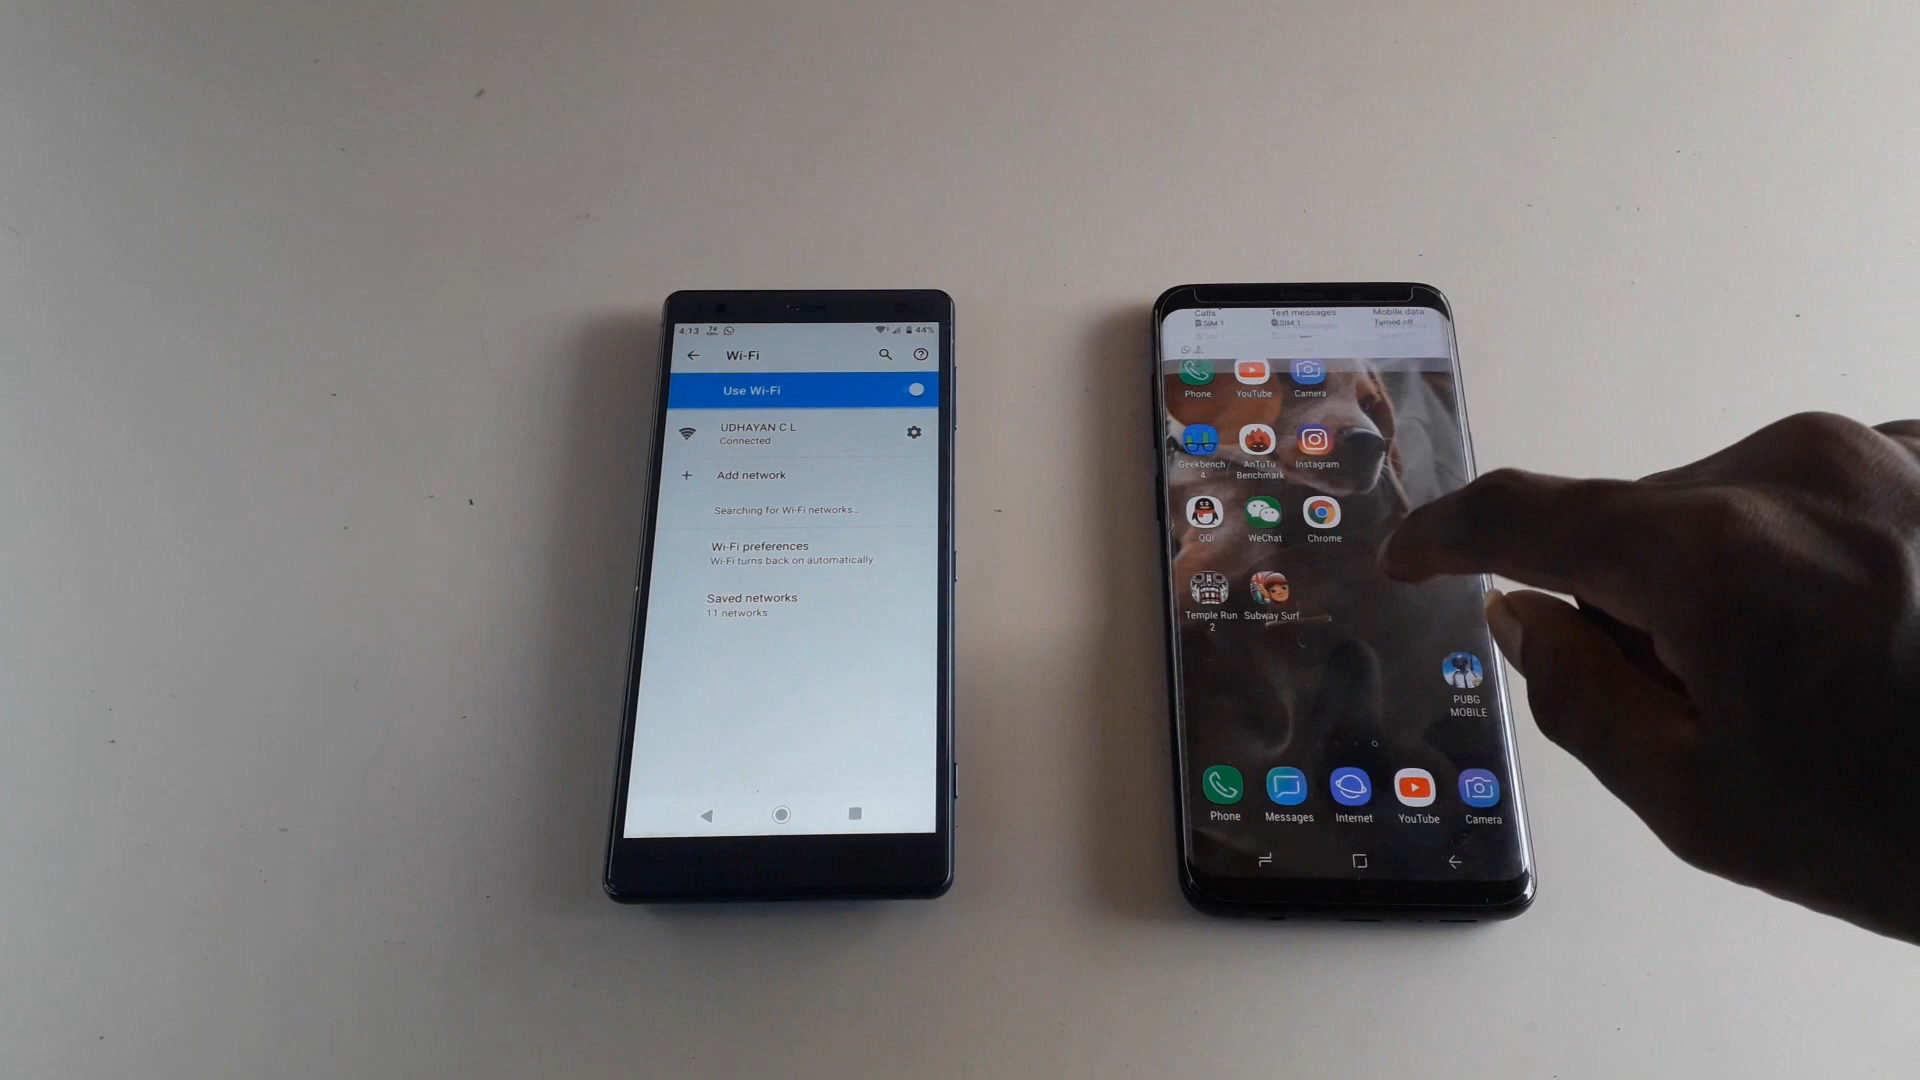 4:13
74
44%
Wi-Fi
Use Wi-Fi
UDHAYAN C L
Connected
Add network
Searching for Wi-Fi networks...
Wi-Fi preferences
Wi-Fi turns back on automatically
Saved networks
11 networks
Calls
Text messages
Mobile data
SIM 1
SIM 1
Turned off
Phone
YouTube
Camera
Geekbench
4
AnTuTu
Benchmark
Instagram
QQi
WeChat
Chrome
Temple Run
2
Subway Surf
PUBG
MOBILE
Phone
Messages
Internet
YouTube
Camera